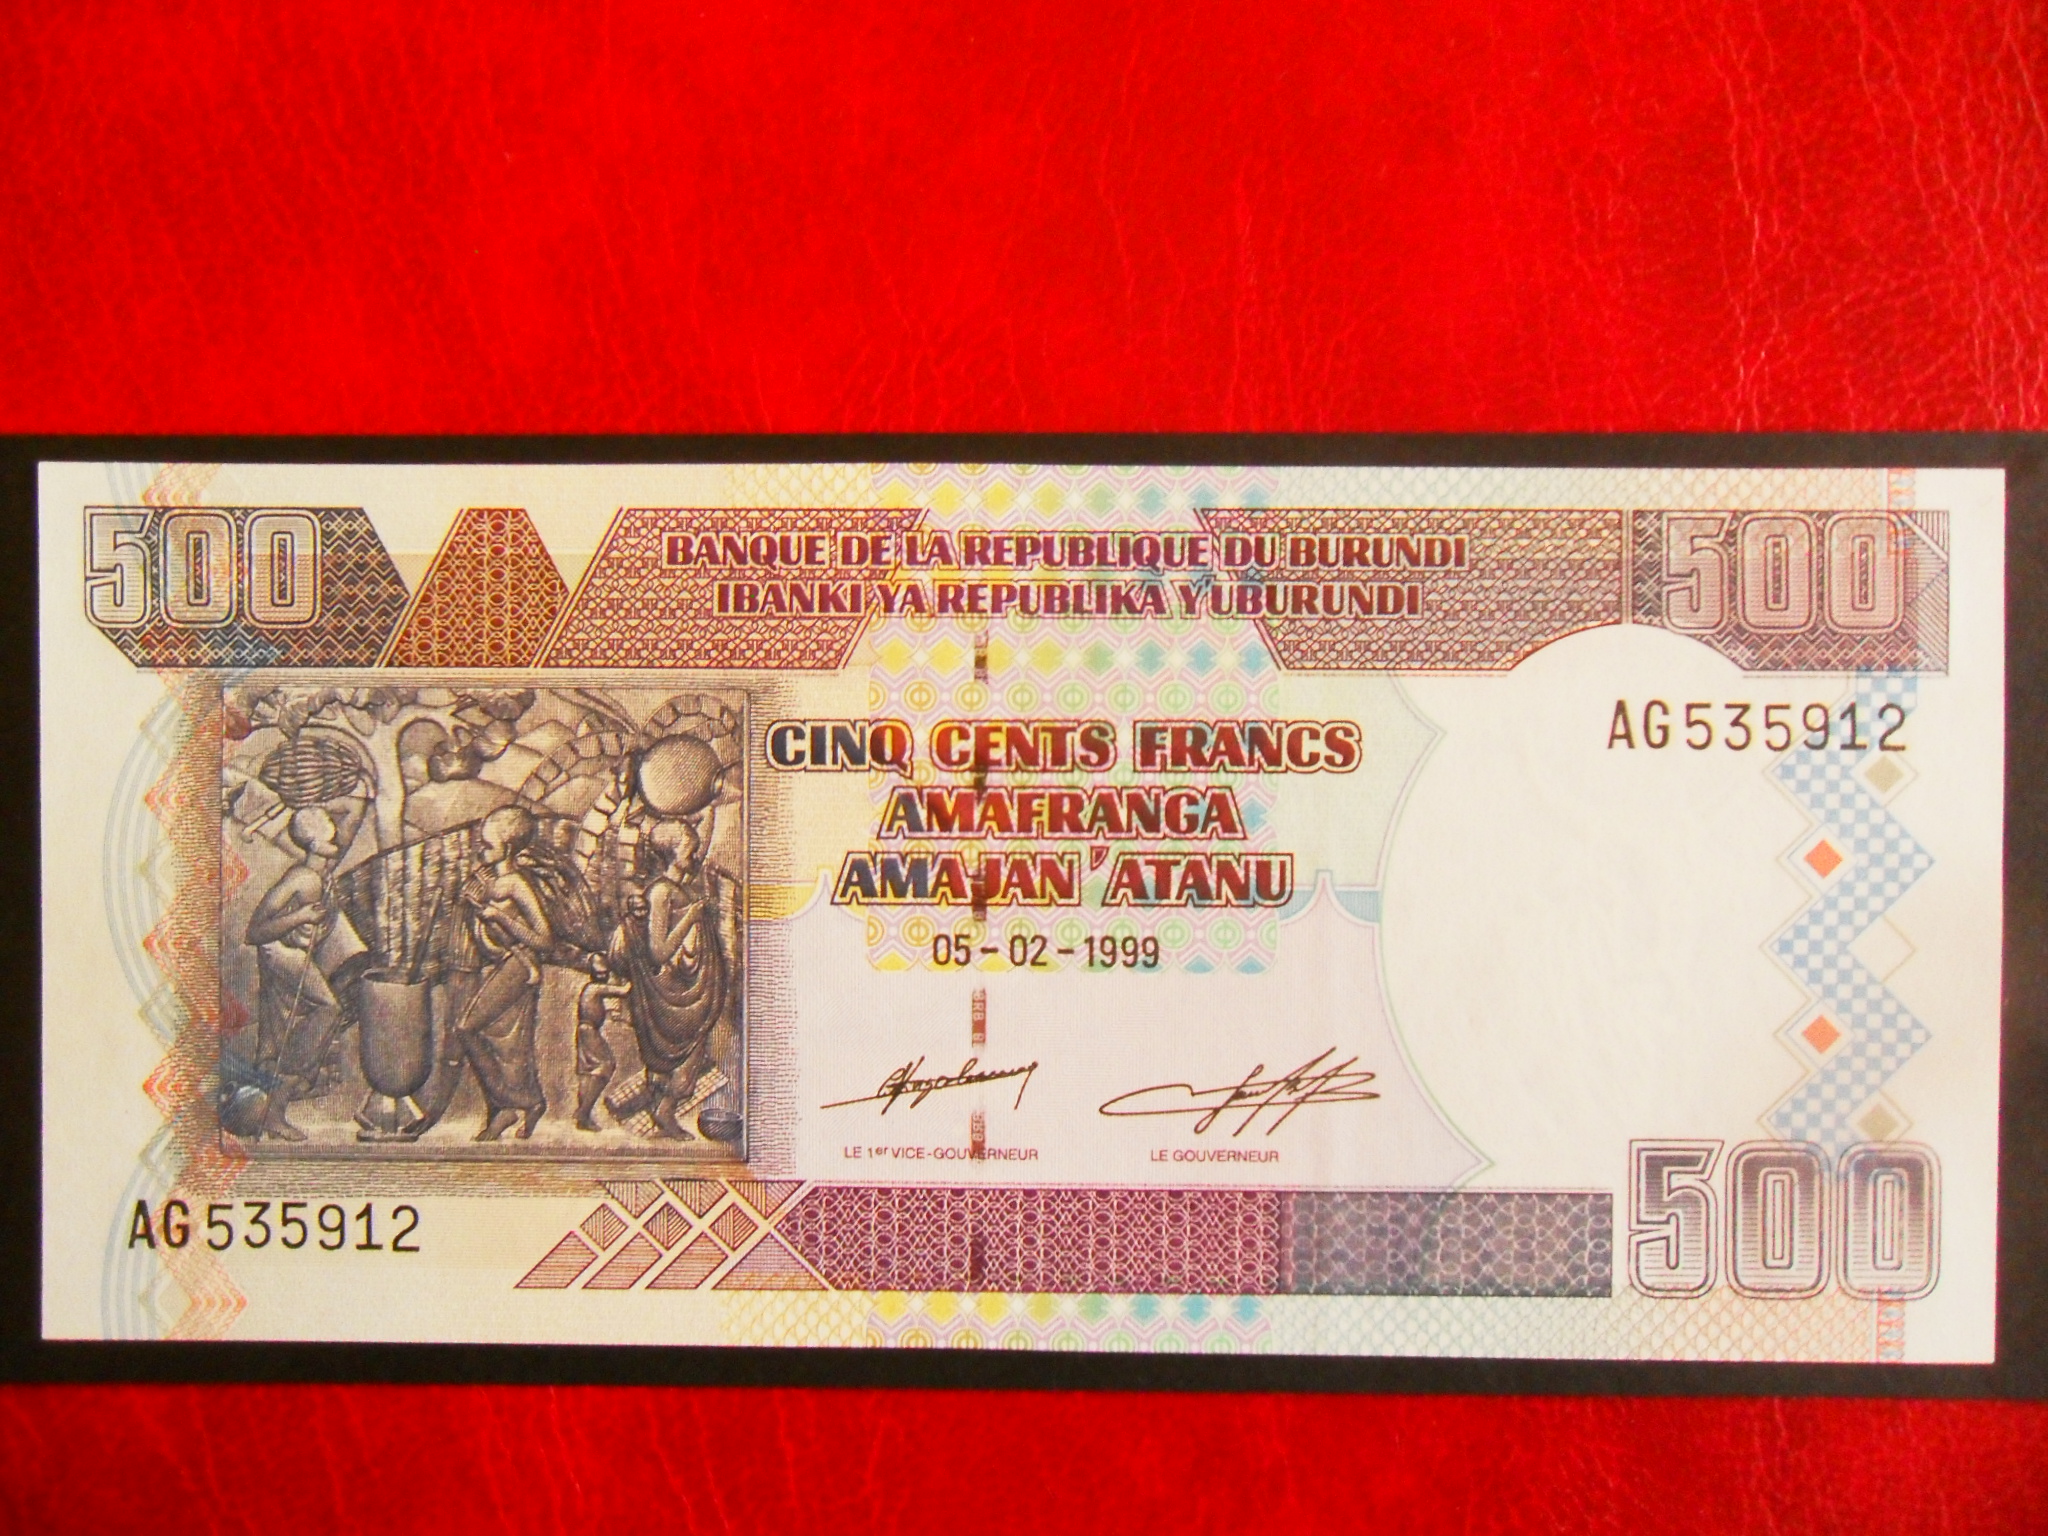 500
BANQUE DE LA REPUBLIQUE DU BURUNDI
500
IBANKI YA REPUBLIKA Y'UBURUNDI
AG535912
CINQ CENTS FRANCS
AMAFRANGA
AMAJAN'ATANU
05-02-1999
LE 1er VICE-GOUVERNEUR
LE GOUVERNEUR
AG535912
500